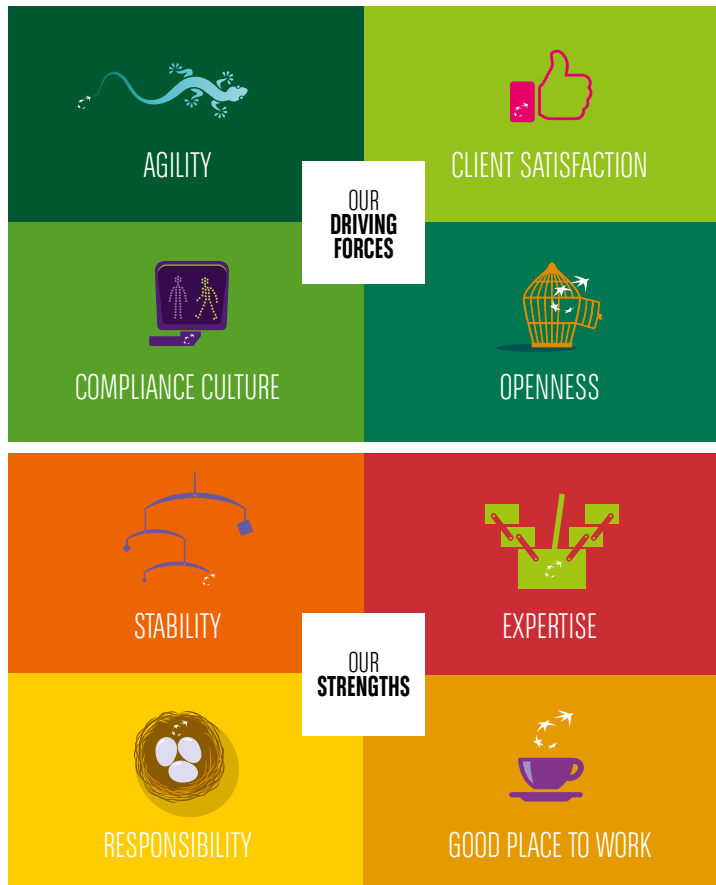 AGILITY
CLIENT SATISFACTION
OUR
DRIVING
FORCES
COMPLIANCE CULTURE
OPENNESS
STABILITY
EXPERTISE
OUR
STRENGTHS
RESPONSIBILITY
GOOD PLACE TO WORK